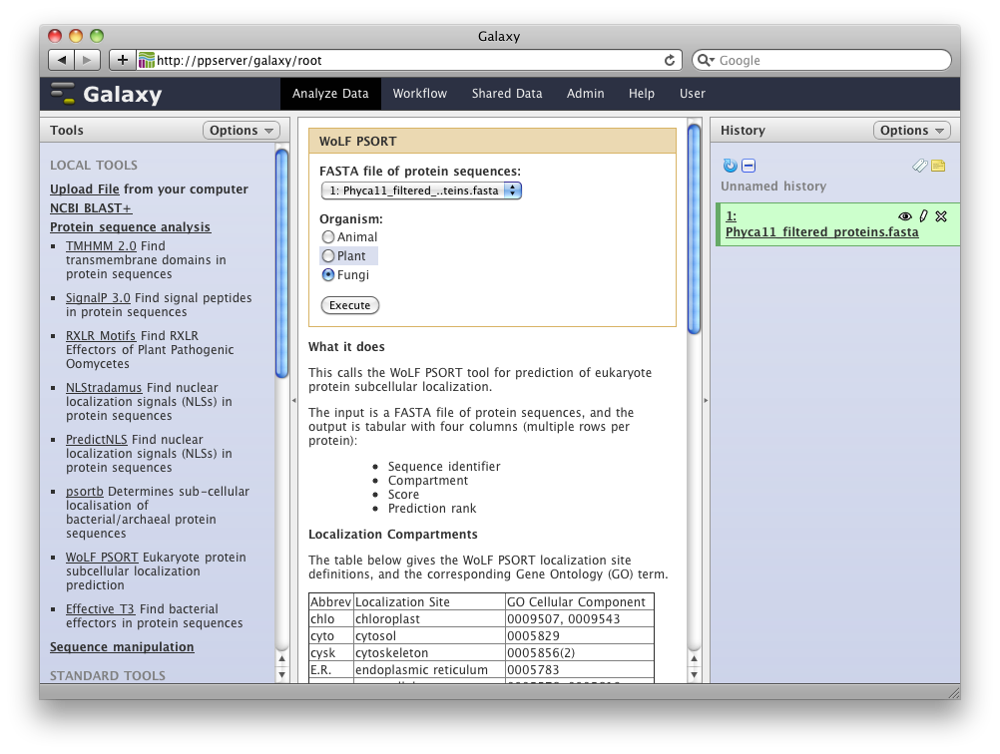 Galaxy
http://ppserver/galaxy/root
Google
Galaxy
Analyze Data
Workflow
Shared Data
Admin
Help
User
Tools
Options
LOCAL TOOLS
Upload File from your computer
NCBI BLAST+
Protein sequence analysis
TMHMM 2.0 Find
transmembrane domains in
protein sequences
SignalP 3.0 Find signal peptides
in protein sequences
RXLR Motifs Find RXLR
Effectors of Plant Pathogenic
Oomycetes
NLStradamus Find nuclear
localization signals (NLSs) in
protein sequences
PredictNLS Find nuclear
localization signals (NLSs) in
protein sequences
psortb Determines sub-cellular
localisation of
bacterial/archaeal protein
sequences
WoLF PSORT Eukaryote protein
subcellular localization
prediction
Effective T3 Find bacterial
effectors in protein sequences
Sequence manipulation
STANDARD TOOLS
WoLF PSORT
FASTA file of protein sequences:
1: Phyca11_filtered_..teins.fasta
Organism:
Animal
Plant
Fungi
Execute
What it does
This calls the WoLF PSORT tool for prediction of eukaryote
protein subcellular localization.
The input is a FASTA file of protein sequences, and the
output is tabular with four columns (multiple rows per
protein):
• Sequence identifier
• Compartment
• Score
• Prediction rank
Localization Compartments
The table below gives the WoLF PSORT localization site
definitions, and the corresponding Gene Ontology (GO) term.
Abbrev Localization Site GO Cellular Component
chlo chloroplast 0009507, 0009543
cyto cytosol 0005829
cysk cytoskeleton 0005856(2)
E.R. endoplasmic reticulum 0005783
History
Options
Unnamed history
1:
Phyca11_filtered_proteins.fasta